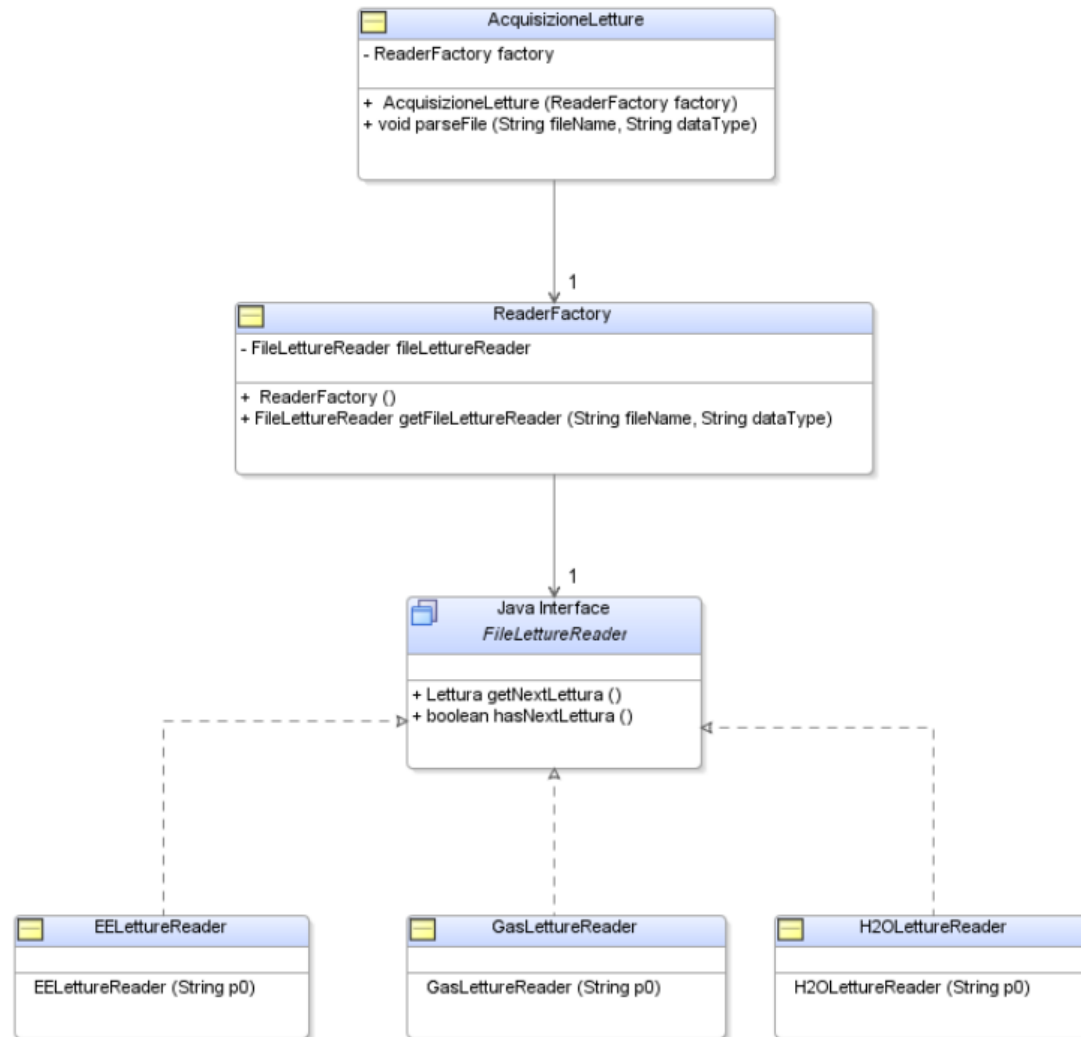 AcquisizioneLetture
- ReaderFactory factory
+ AcquisizioneLetture (ReaderFactory factory)
+ void parseFile (String fileName, String dataType)
1
ReaderFactory
- FileLettureReader fileLettureReader
+ ReaderFactory ()
+ FileLettureReader getFileLettureReader (String fileName, String dataType)
1
Java Interface
FileLettureReader
+ Lettura getNextLettura ()
+ boolean hasNextLettura ()
EELettureReader
EELettureReader (String p0)
GasLettureReader
GasLettureReader (String p0)
H2OLettureReader
H2OLettureReader (String p0)